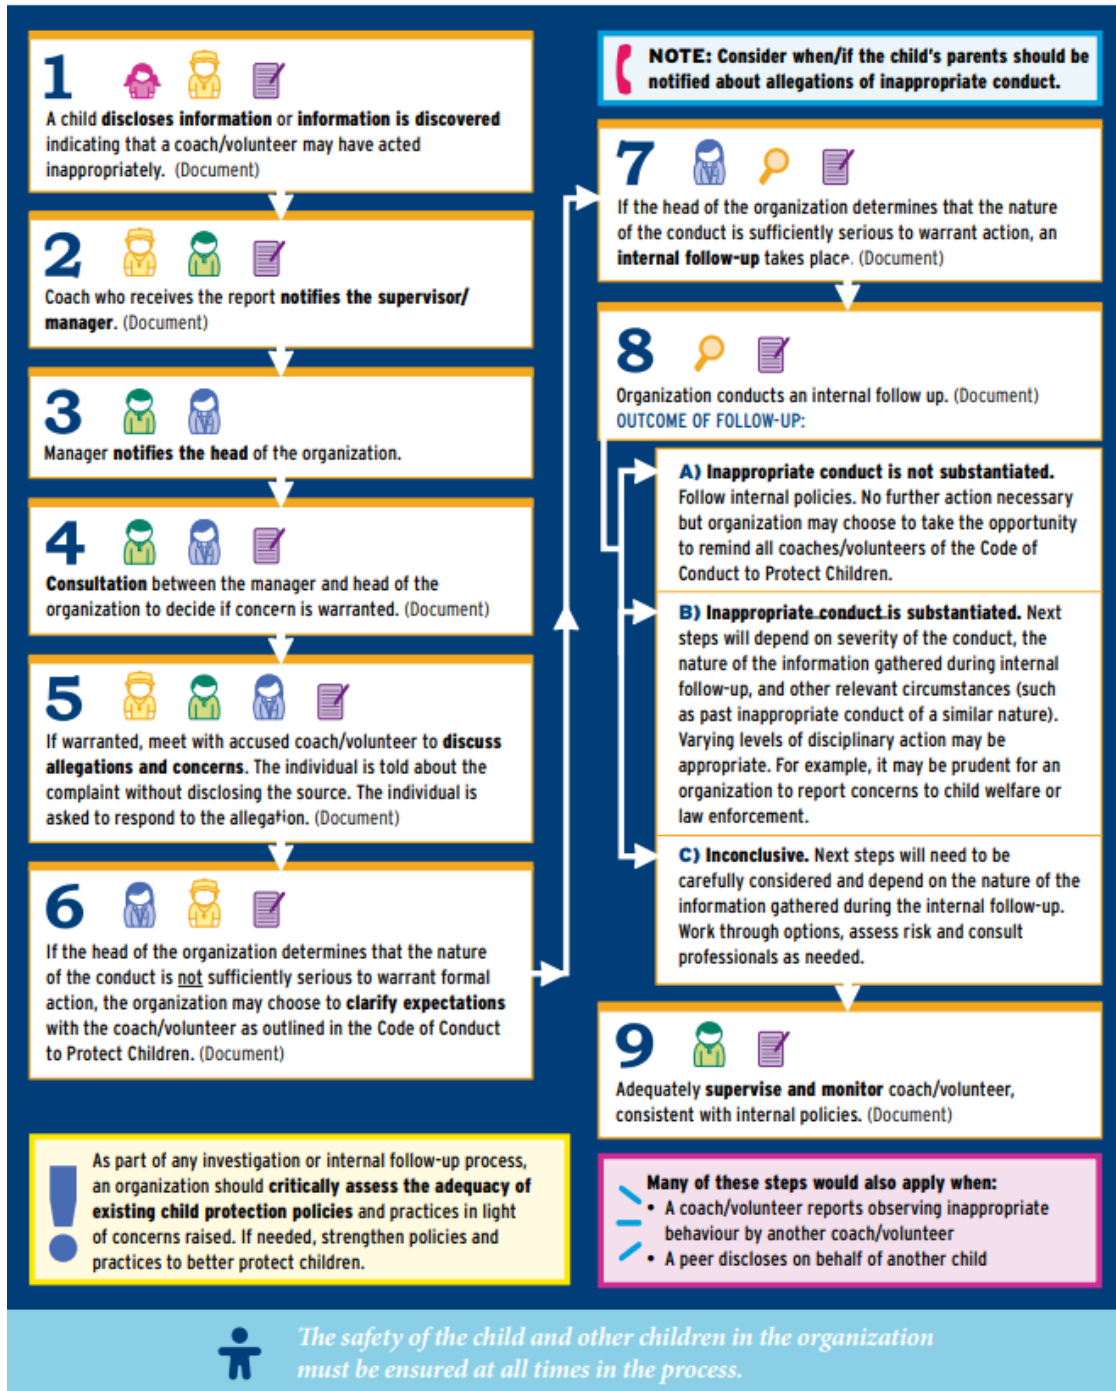 1
A child discloses information or information is discovered
indicating that a coach/volunteer may have acted
inappropriately. (Document)
2
Coach who receives the report notifies the supervisor/
manager. (Document)
3
Manager notifies the head of the organization.
4
Consultation between the manager and head of the
organization to decide if concern is warranted. (Document)
5
If warranted, meet with accused coach/volunteer to discuss
allegations and concerns. The individual is told about the
complaint without disclosing the source. The individual is
asked to respond to the allegation. (Document)
6
If the head of the organization determines that the nature
of the conduct is not sufficiently serious to warrant formal
action, the organization may choose to clarify expectations
with the coach/volunteer as outlined in the Code of Conduct
to Protect Children. (Document)
As part of any investigation or internal follow-up process,
an organization should critically assess the adequacy of
existing child protection policies and practices in light
of concerns raised. If needed, strengthen policies and
practices to better protect children.
NOTE: Consider when/if the child's parents should be
notified about allegations of inappropriate conduct.
7
If the head of the organization determines that the nature
of the conduct is sufficiently serious to warrant action, an
internal follow-up takes place. (Document)
8
Organization conducts an internal follow up. (Document)
OUTCOME OF FOLLOW-UP:
A) Inappropriate conduct is not substantiated.
Follow internal policies. No further action necessary
but organization may choose to take the opportunity
to remind all coaches/volunteers of the Code of
Conduct to Protect Children.
B) Inappropriate conduct is substantiated. Next
steps will depend on severity of the conduct, the
nature of the information gathered during internal
follow-up, and other relevant circumstances (such
as past inappropriate conduct of a similar nature).
Varying levels of disciplinary action may be
appropriate. For example, it may be prudent for an
organization to report concerns to child welfare or
law enforcement.
C) Inconclusive. Next steps will need to be
carefully considered and depend on the nature of the
information gathered during the internal follow-up.
Work through options, assess risk and consult
professionals as needed.
9
Adequately supervise and monitor coach/volunteer,
consistent with internal policies. (Document)
Many of these steps would also apply when:
• A coach/volunteer reports observing inappropriate
behaviour by another coach/volunteer
• A peer discloses on behalf of another child
The safety of the child and other children in the organization
must be ensured at all times in the process.